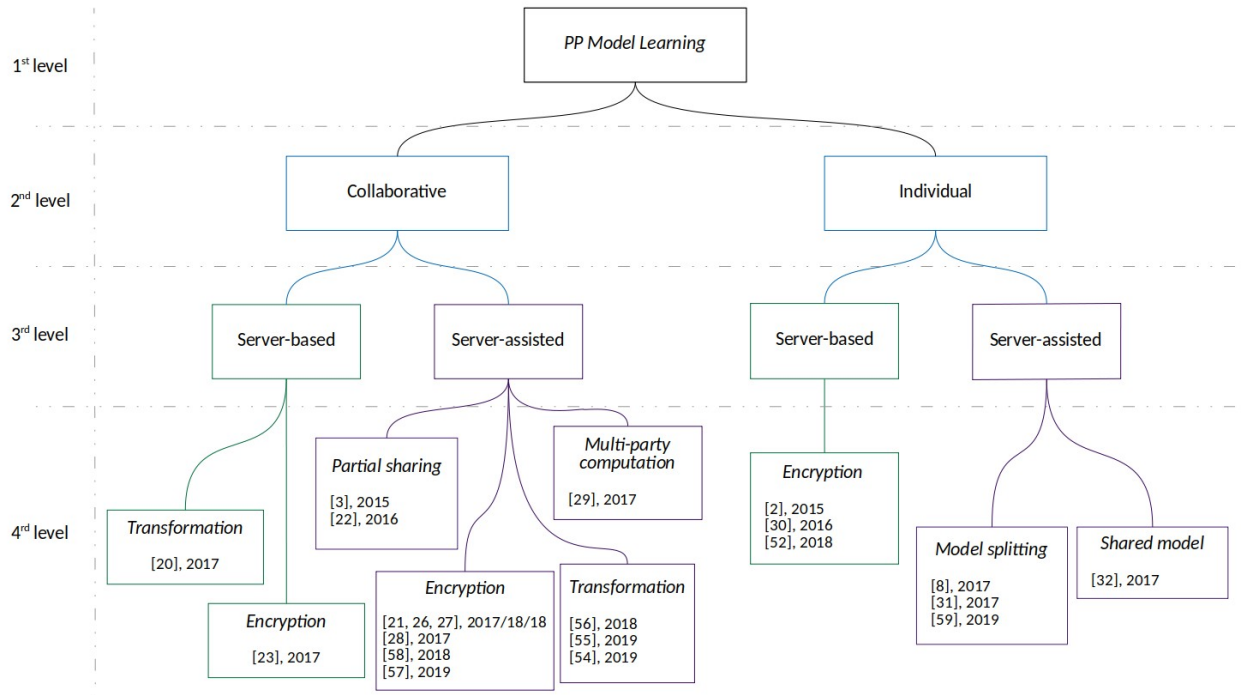 PP Model Learning
1st level
Collaborative
Individual
2nd level
Server-based
Server-assisted
Server-based
Server-assisted
3rd level
Partial sharing
[3], 2015
[22], 2016
Multi-party
computation
[29], 2017
Encryption
[2], 2015
[30], 2016
[52], 2018
4th level
Transformation
[20], 2017
Encryption
[23], 2017
Encryption
[21, 26, 27], 2017/18/18
[28], 2017
[58], 2018
[57], 2019
Transformation
[56], 2018
[55], 2019
[54], 2019
Model splitting
[8], 2017
[31], 2017
[59], 2019
Shared model
[32], 2017